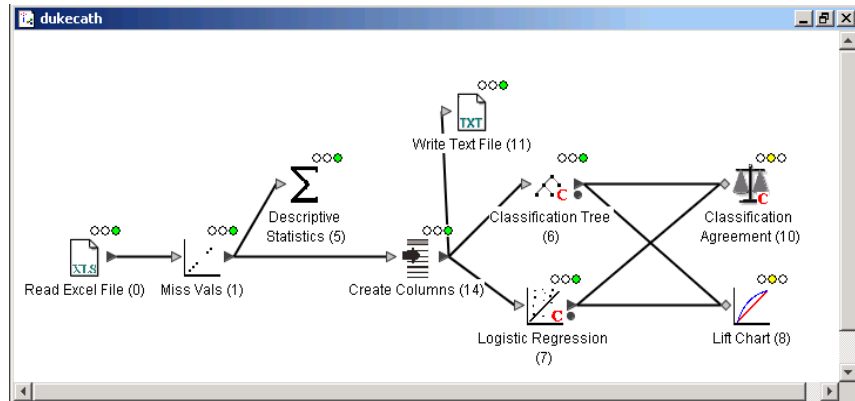 dukecath
TXT
Write Text File (11)
Descriptive
Statistics (5)
C
Classification Tree
(6)
C
Classification
Agreement (10)
XLS
Read Excel File (0)
Miss Vals (1)
Create Columns (14)
C
Logistic Regression
(7)
Lift Chart (8)